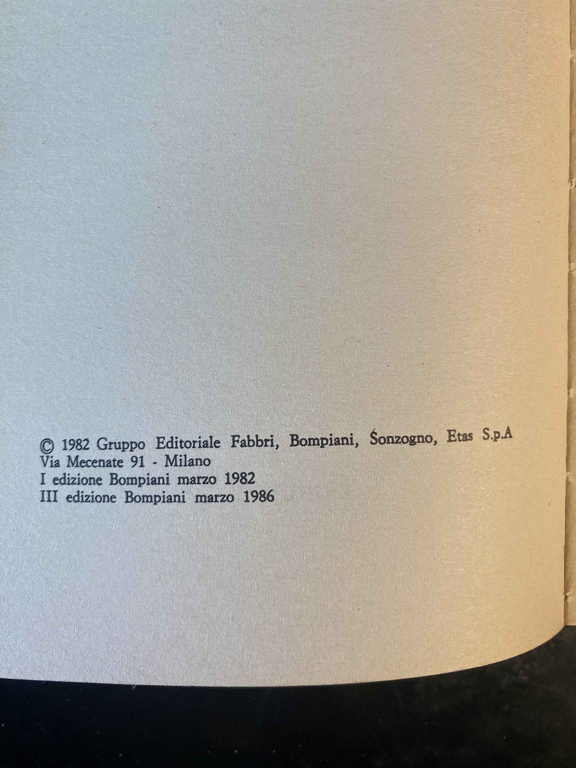 © 1982 Gruppo Editoriale Fabbri, Bompiani, Sonzogno, Etas S.p.A
Via Mecenate 91 - Milano
I edizione Bompiani marzo 1982
III edizione Bompiani marzo 1986